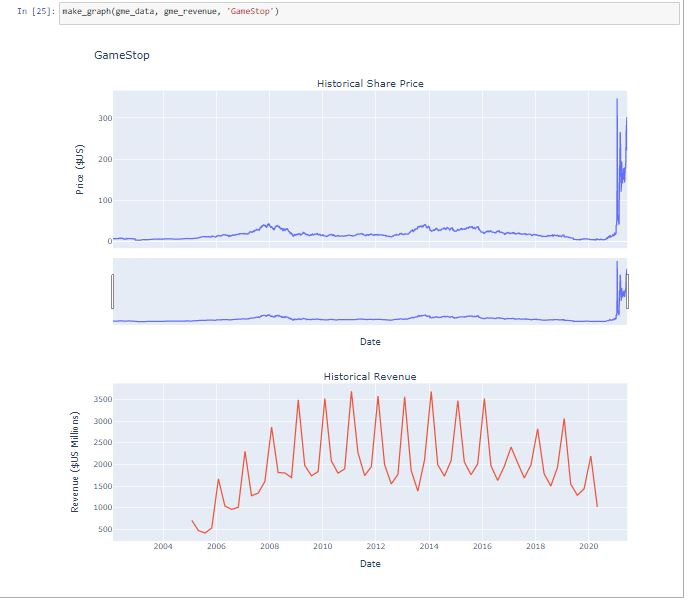 In [25]: make_graph(gme_data, gme_revenue, 'GameStop')
GameStop
Historical Share Price
Price ($US)
300
200
100
0
Date
Historical Revenue
Revenue ($US Millions)
3500
3000
2500
2000
1500
1000
500
2004 2006 2008 2010 2012 2014 2016 2018 2020
Date